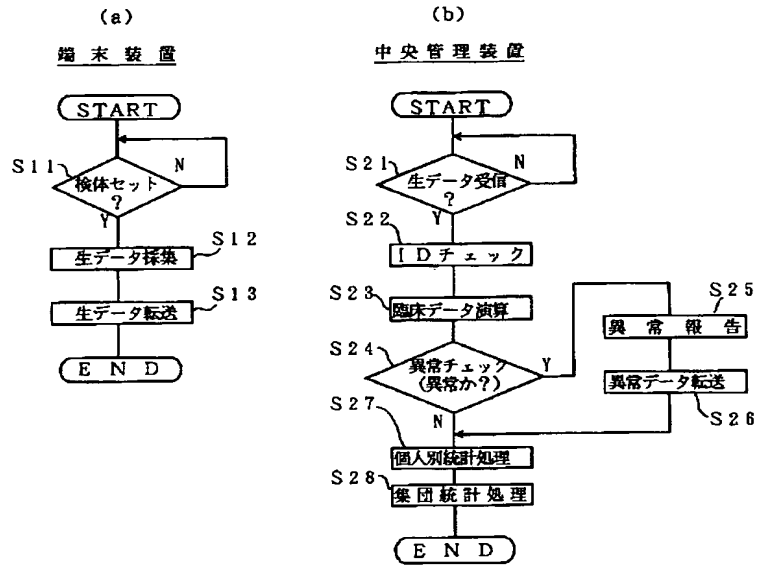 (a)
端末装置
START
S11
検体セット
?
N
Y
S12
生データ採集
S13
生データ転送
END
(b)
中央管理装置
START
S21
生データ受信
?
N
Y
S22
IDチェック
S23
臨床データ演算
S24
異常チェック
(異常か?)
Y
N
S25
異常報告
異常データ転送
S26
S27
個人別統計処理
S28
集団統計処理
END